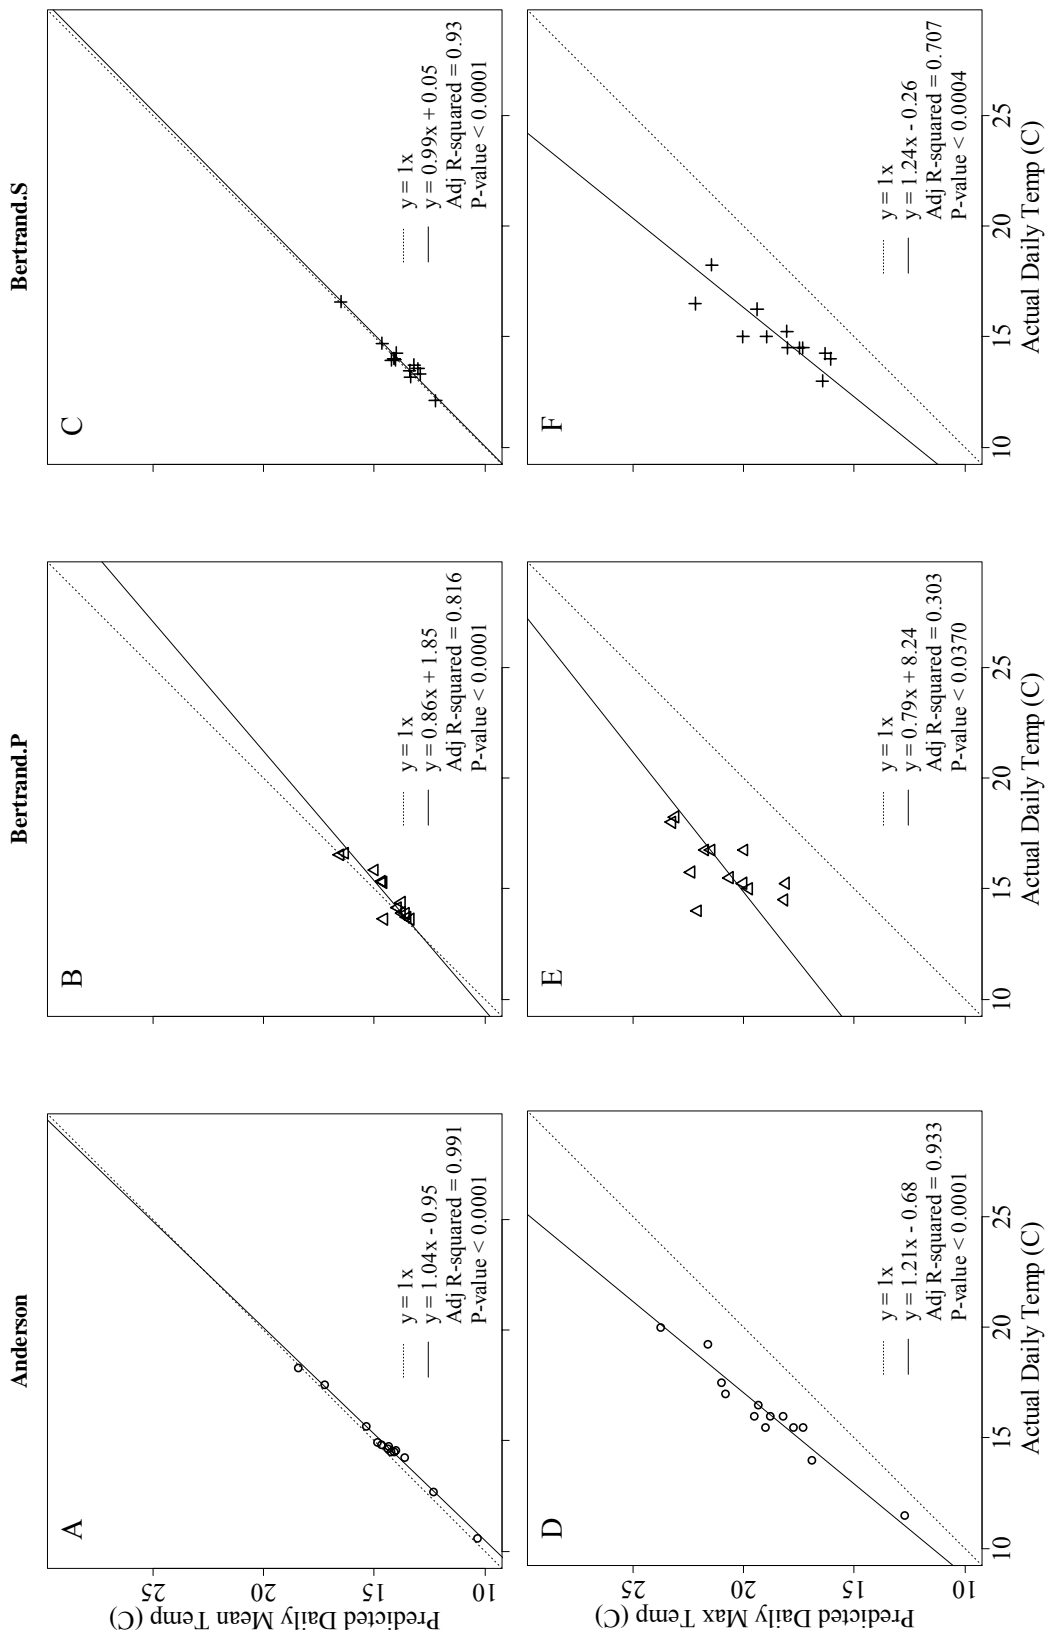 Anderson
Bertrand.P
Bertrand.S
Predicted Daily Mean Temp (C)
10
15
20
25
A
y = 1x
y = 1.04x - 0.95
Adj R-squared = 0.991
P-value < 0.0001
B
y = 1x
y = 0.86x + 1.85
Adj R-squared = 0.816
P-value < 0.0001
C
y = 1x
y = 0.99x + 0.05
Adj R-squared = 0.93
P-value < 0.0001
Predicted Daily Max Temp (C)
10
15
20
25
D
y = 1x
y = 1.21x - 0.68
Adj R-squared = 0.933
P-value < 0.0001
10
15
20
25
Actual Daily Temp (C)
E
y = 1x
y = 0.79x + 8.24
Adj R-squared = 0.303
P-value < 0.0370
10
15
20
25
Actual Daily Temp (C)
F
y = 1x
y = 1.24x - 0.26
Adj R-squared = 0.707
P-value < 0.0004
10
15
20
25
Actual Daily Temp (C)